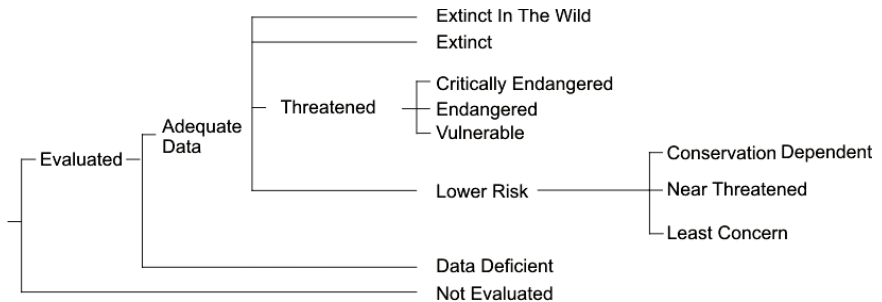 Extinct In The Wild
Extinct
Threatened
Critically Endangered
Endangered
Vulnerable
Adequate
Data
Evaluated
Lower Risk
Conservation Dependent
Near Threatened
Least Concern
Data Deficient
Not Evaluated